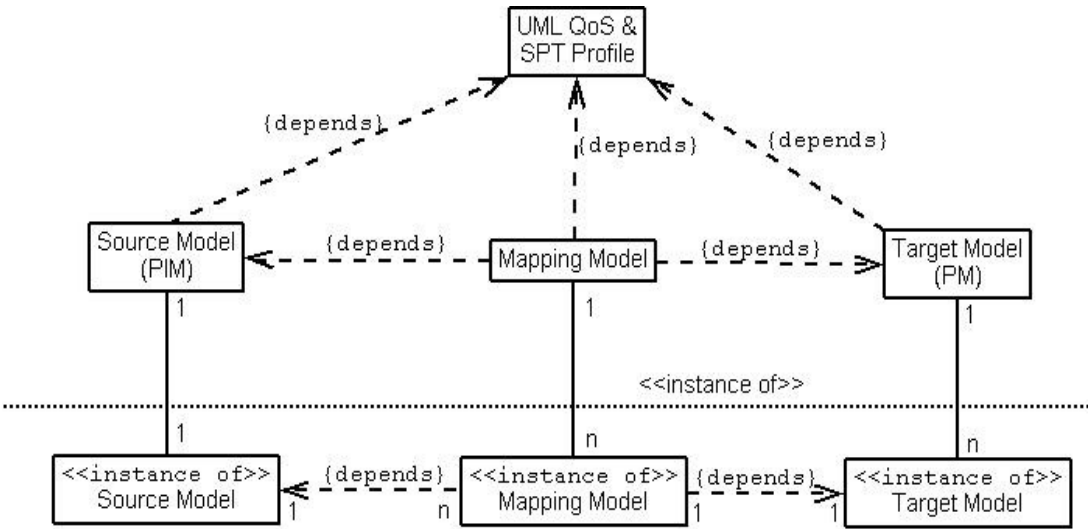 UML QoS &
SPT Profile
{depends}
{depends}
{depends}
Source Model
(PIM)
{depends}
Mapping Model
{depends}
Target Model
(PM)
1
1
1
<<instance of>>
1
n
n
<<instance of>>
Source Model
{depends}
<<instance of>>
Mapping Model
{depends}
<<instance of>>
Target Model
1
n
1
1